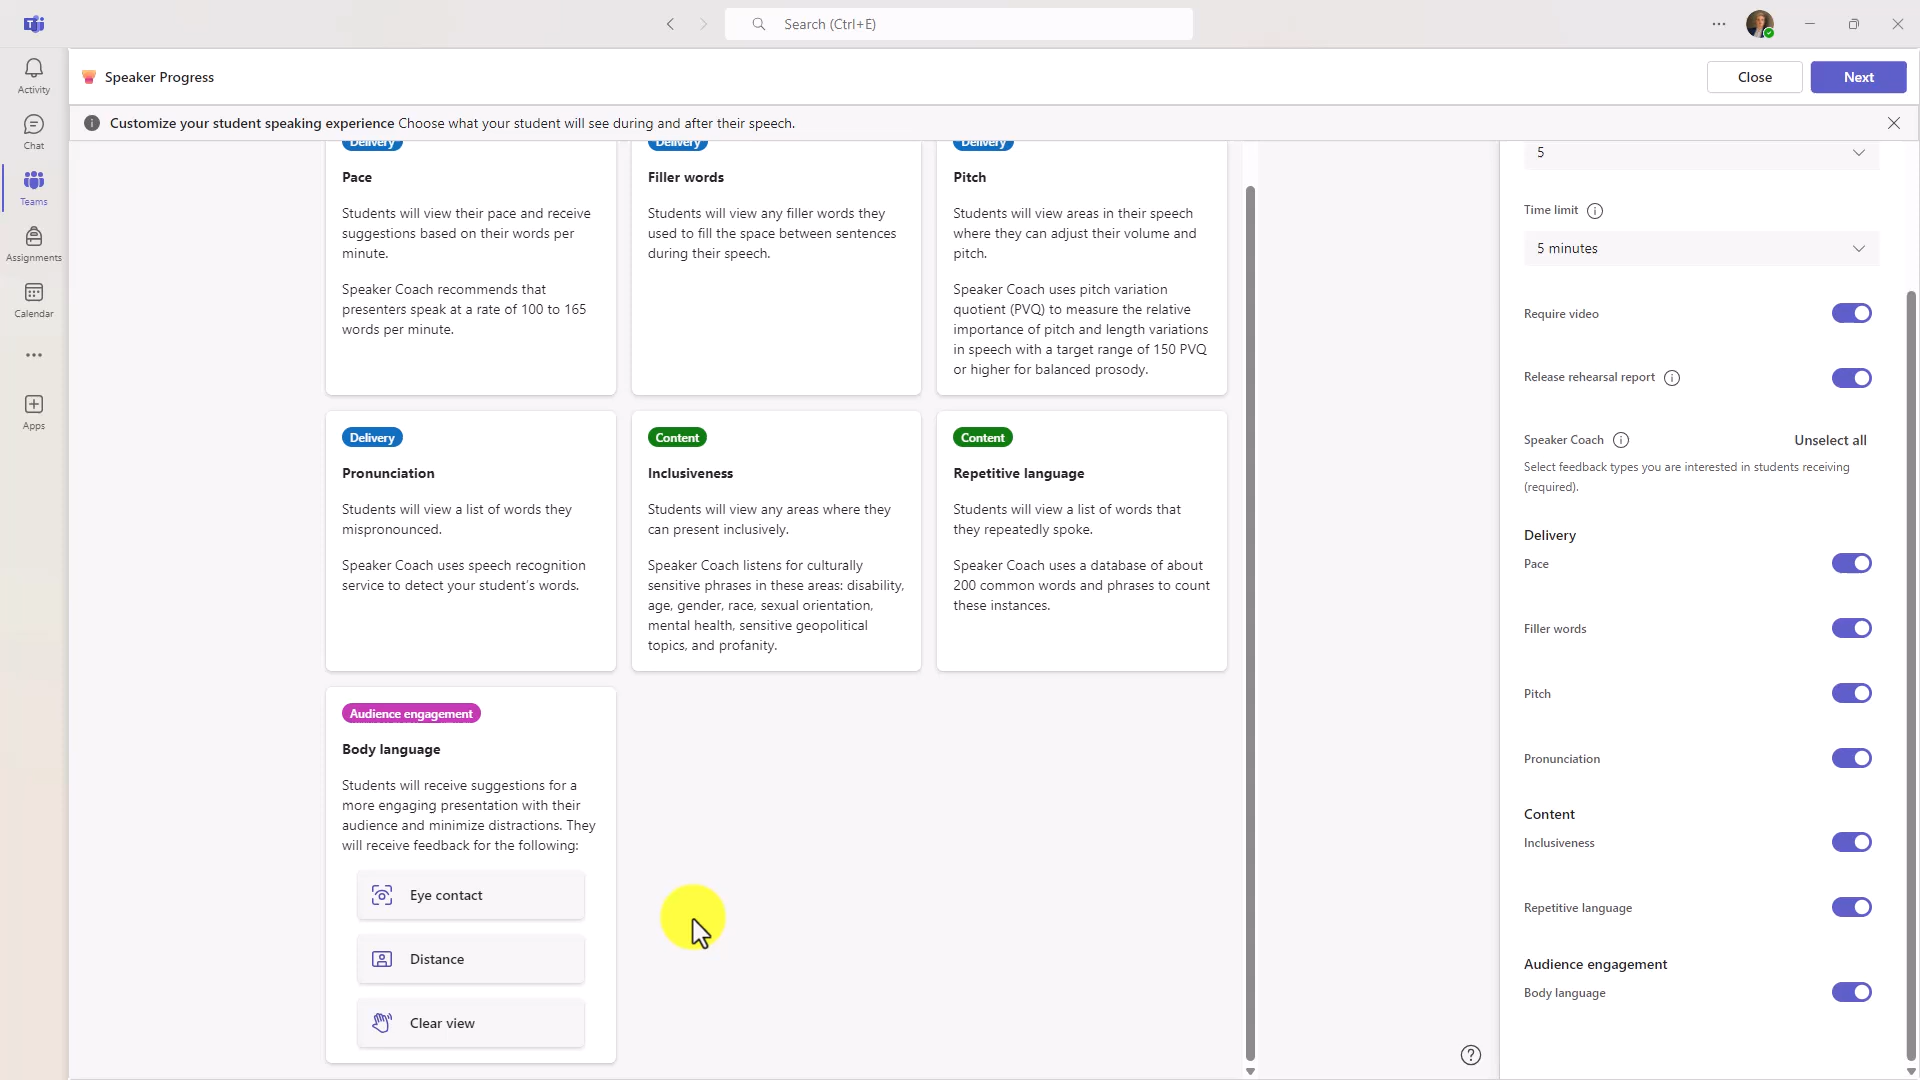 Search (Ctrl+E)
Activity
Chat
Teams
Assignments
Calendar
Apps
Speaker Progress
Close
Next
Customize your student speaking experience Choose what your student will see during and after their speech.
Delivery
Pace
Students will view their pace and receive
suggestions based on their words per
minute.
Speaker Coach recommends that
presenters speak at a rate of 100 to 165
words per minute.
Delivery
Filler words
Students will view any filler words they
used to fill the space between sentences
during their speech.
Delivery
Pitch
Students will view areas in their speech
where they can adjust their volume and
pitch.
Speaker Coach uses pitch variation
quotient (PVQ) to measure the relative
importance of pitch and length variations
in speech with a target range of 150 PVQ
or higher for balanced prosody.
Delivery
Pronunciation
Students will view a list of words they
mispronounced.
Speaker Coach uses speech recognition
service to detect your student's words.
Content
Inclusiveness
Students will view any areas where they
can present inclusively.
Speaker Coach listens for culturally
sensitive phrases in these areas: disability,
age, gender, race, sexual orientation,
mental health, sensitive geopolitical
topics, and profanity.
Content
Repetitive language
Students will view a list of words that
they repeatedly spoke.
Speaker Coach uses a database of about
200 common words and phrases to count
these instances.
Audience engagement
Body language
Students will receive suggestions for a
more engaging presentation with their
audience and minimize distractions. They
will receive feedback for the following:
Eye contact
Distance
Clear view
5
Time limit
5 minutes
Require video
Release rehearsal report
Speaker Coach
Unselect all
Select feedback types you are interested in students receiving
(required).
Delivery
Pace
Filler words
Pitch
Pronunciation
Content
Inclusiveness
Repetitive language
Audience engagement
Body language